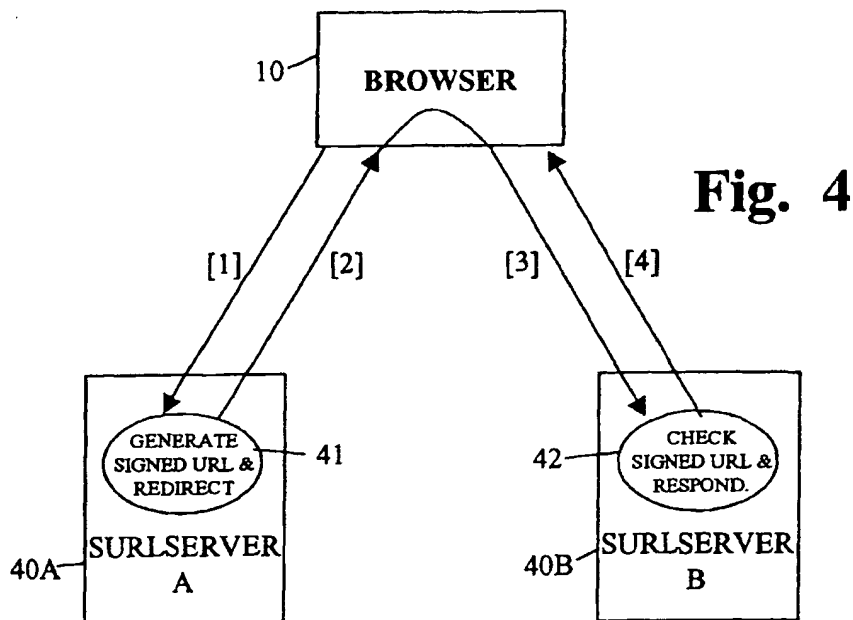 10
BROWSER
Fig. 4
[1]
[2]
[3]
[4]
GENERATE
SIGNED URL &
REDIRECT
41
SURLSERVER
A
40A
42
CHECK
SIGNED URL &
RESPOND.
40B
SURLSERVER
B